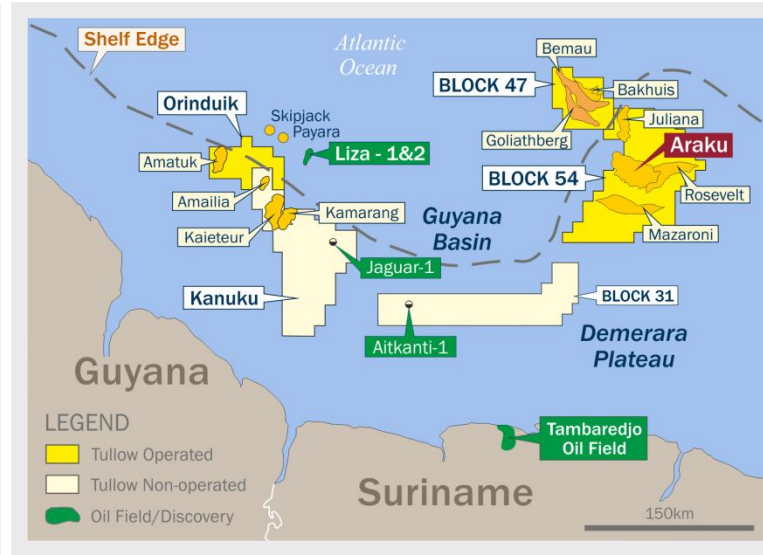 Shelf Edge
Atlantic
Ocean
Bemau
BLOCK 47
Bakhuis
Orinduik
Skipjack
Payara
Juliana
Goliathberg
Amatuk
Liza - 1&2
Araku
BLOCK 54
Amailia
Rosevelt
Kamarang
Guyana
Basin
Kaieteur
Mazaroni
Jaguar-1
Kanuku
BLOCK 31
Aitkanti-1
Demerara
Plateau
Guyana
LEGEND
Tullow Operated
Tullow Non-operated
Oil Field/Discovery
Tambaredjo
Oil Field
Suriname
150km